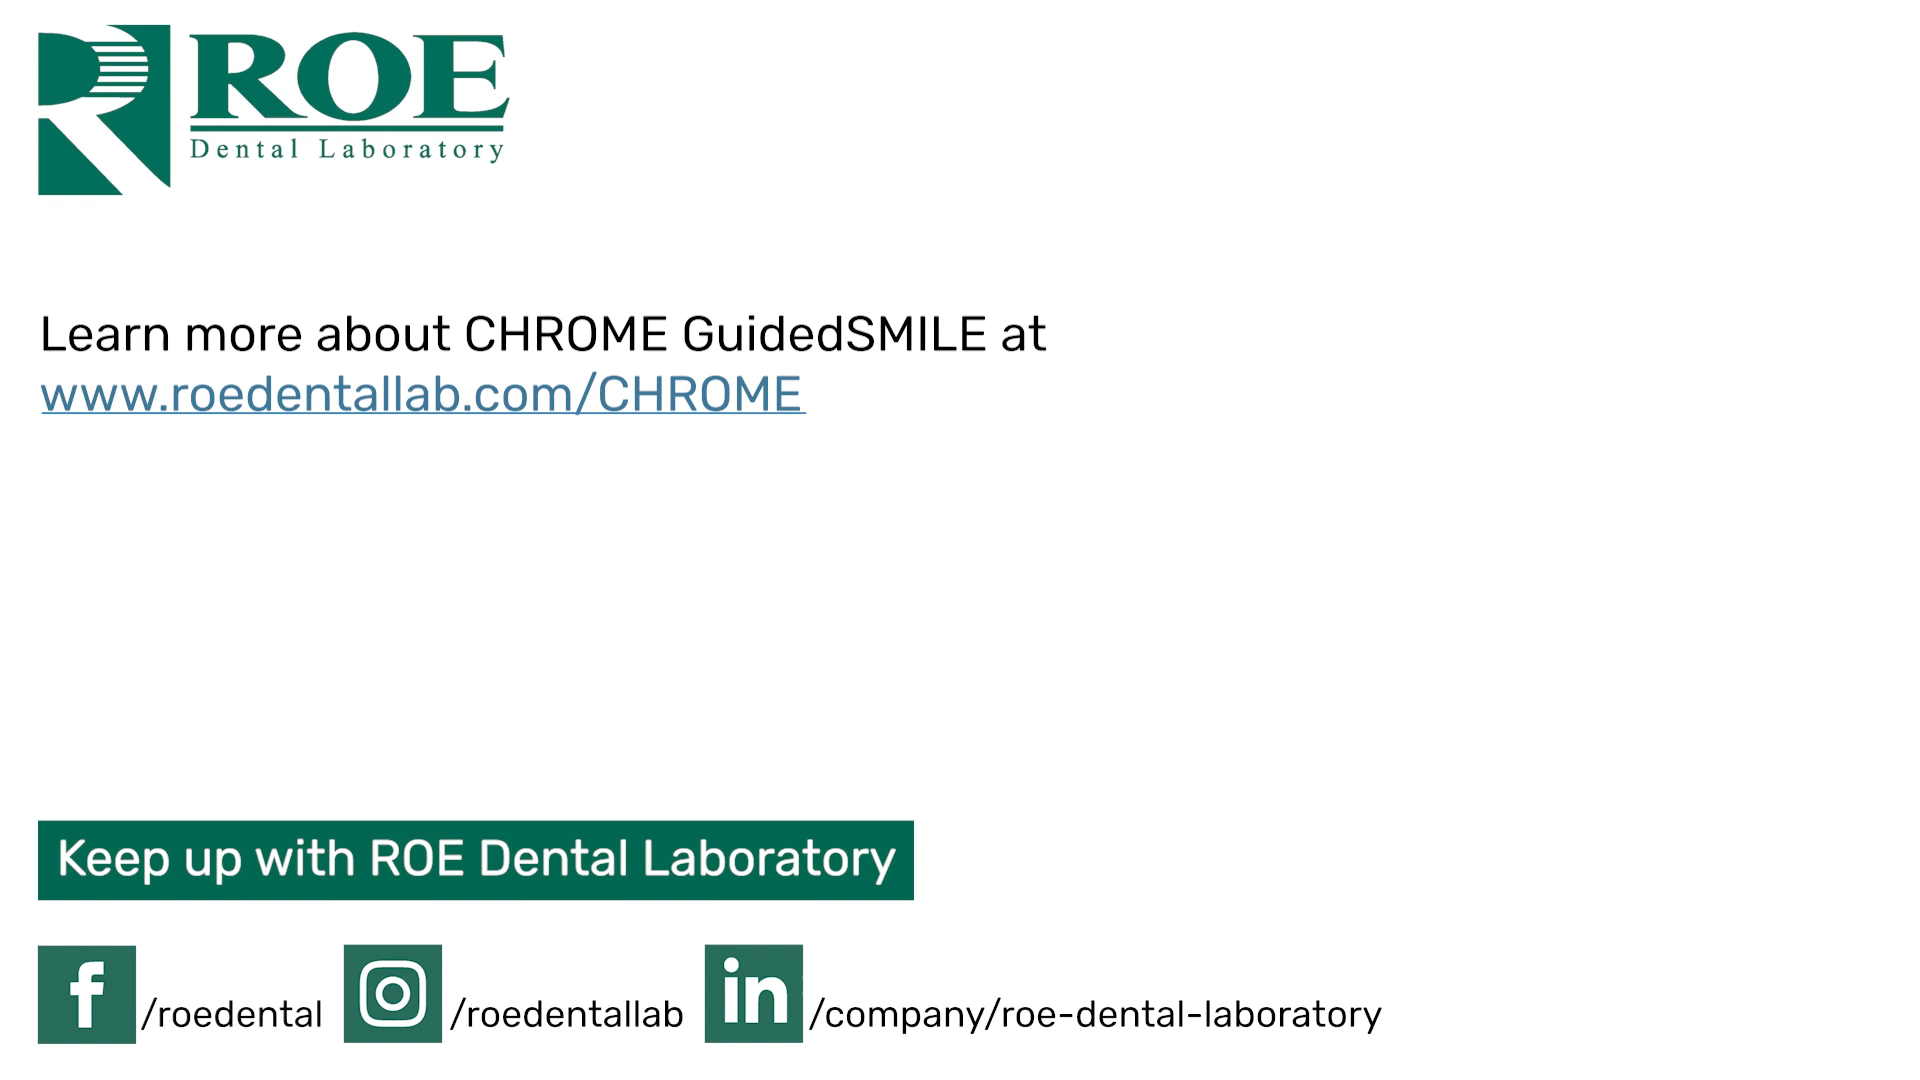 ROE
Dental Laboratory
Learn more about CHROME GuidedSMILE at
www.roedentallab.com/CHROME
Keep up with ROE Dental Laboratory
/roedental /roedentallab /company/roe-dental-laboratory